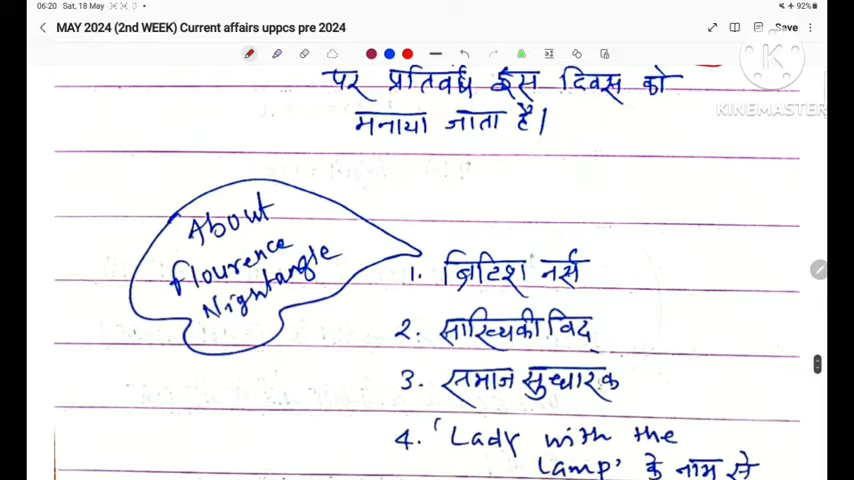 06:20 Sat, 18 May
92%
MAY 2024 (2nd WEEK) Current affairs uppcs pre 2024
Save
KINEMASTER
पर प्रतिवर्ष इस दिवस को
मनाया जाता है।
About
flourence
Nightangle
1. ब्रिटिश नर्स
2. साख्यिकी विद
3. समाज सुधारक
4. 'Lady with the
Lamp' के नाम से